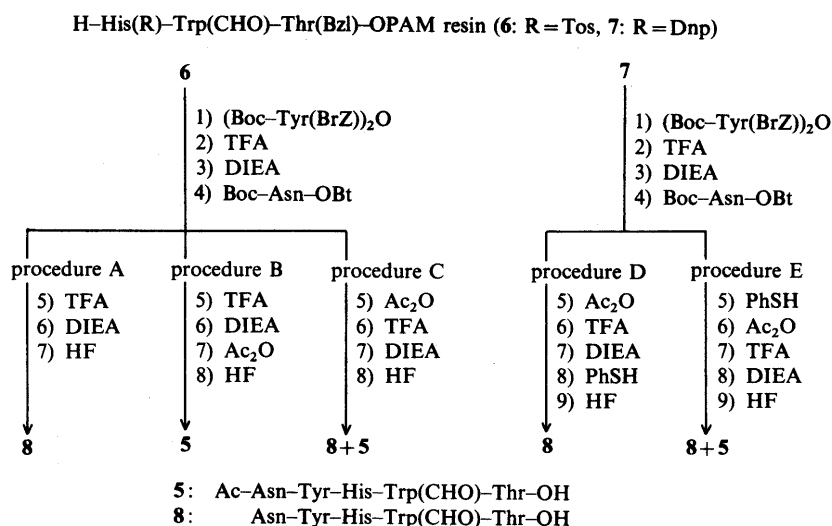 H–His(R)–Trp(CHO)–Thr(Bzl)–OPAM resin (6: R=Tos, 7: R=Dnp)
6
1) (Boc–Tyr(BrZ))₂O
2) TFA
3) DIEA
4) Boc–Asn–OBt
procedure A
5) TFA
6) DIEA
7) HF
8
procedure B
5) TFA
6) DIEA
7) Ac₂O
8) HF
5
procedure C
5) Ac₂O
6) TFA
7) DIEA
8) HF
8+5
7
1) (Boc–Tyr(BrZ))₂O
2) TFA
3) DIEA
4) Boc–Asn–OBt
procedure D
5) Ac₂O
6) TFA
7) DIEA
8) PhSH
9) HF
8
procedure E
5) PhSH
6) Ac₂O
7) TFA
8) DIEA
9) HF
8+5
5: Ac–Asn–Tyr–His–Trp(CHO)–Thr–OH
8: Asn–Tyr–His–Trp(CHO)–Thr–OH